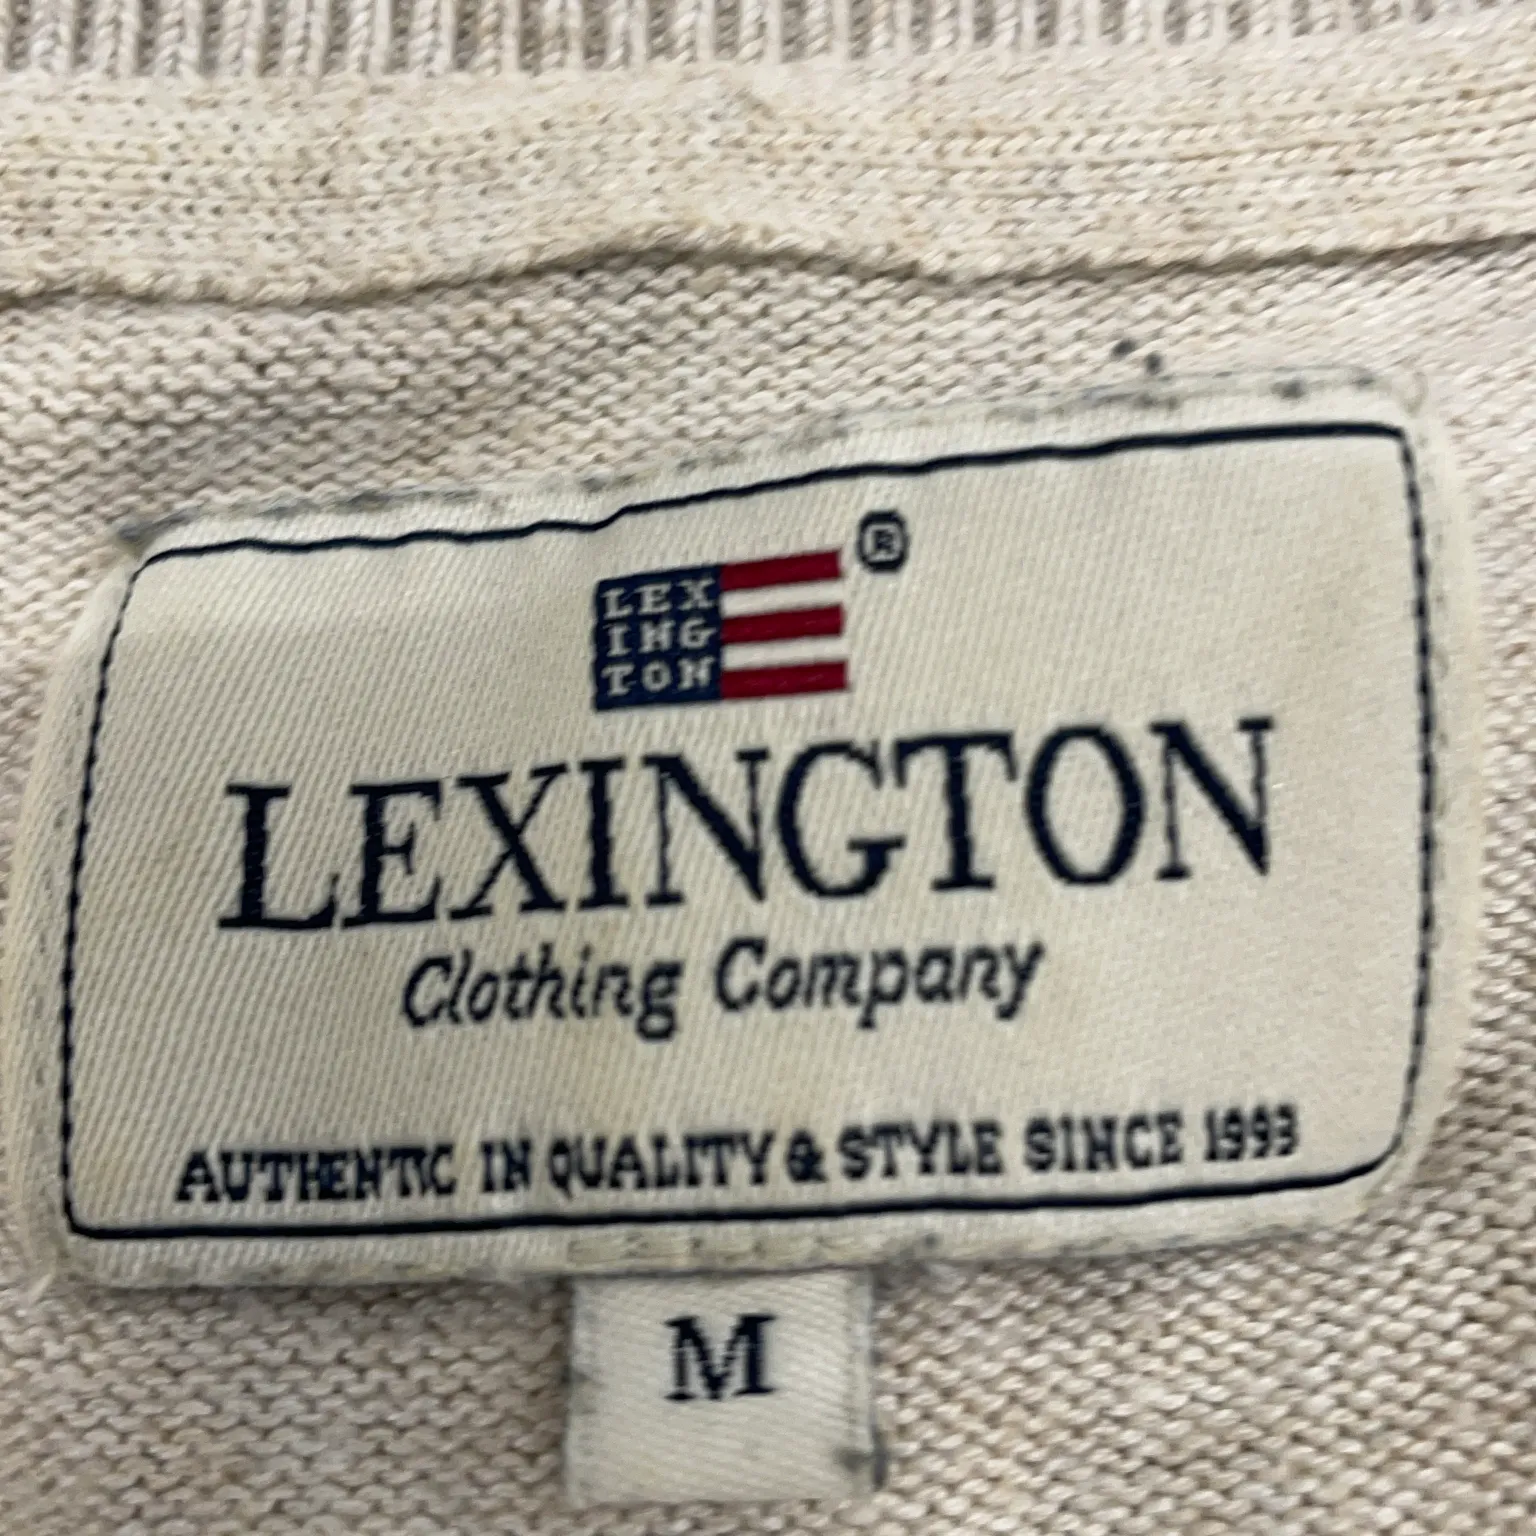 LEX
ING
TON
®
LEXINGTON
Clothing Company
AUTHENTIC IN QUALITY & STYLE SINCE 1993
M